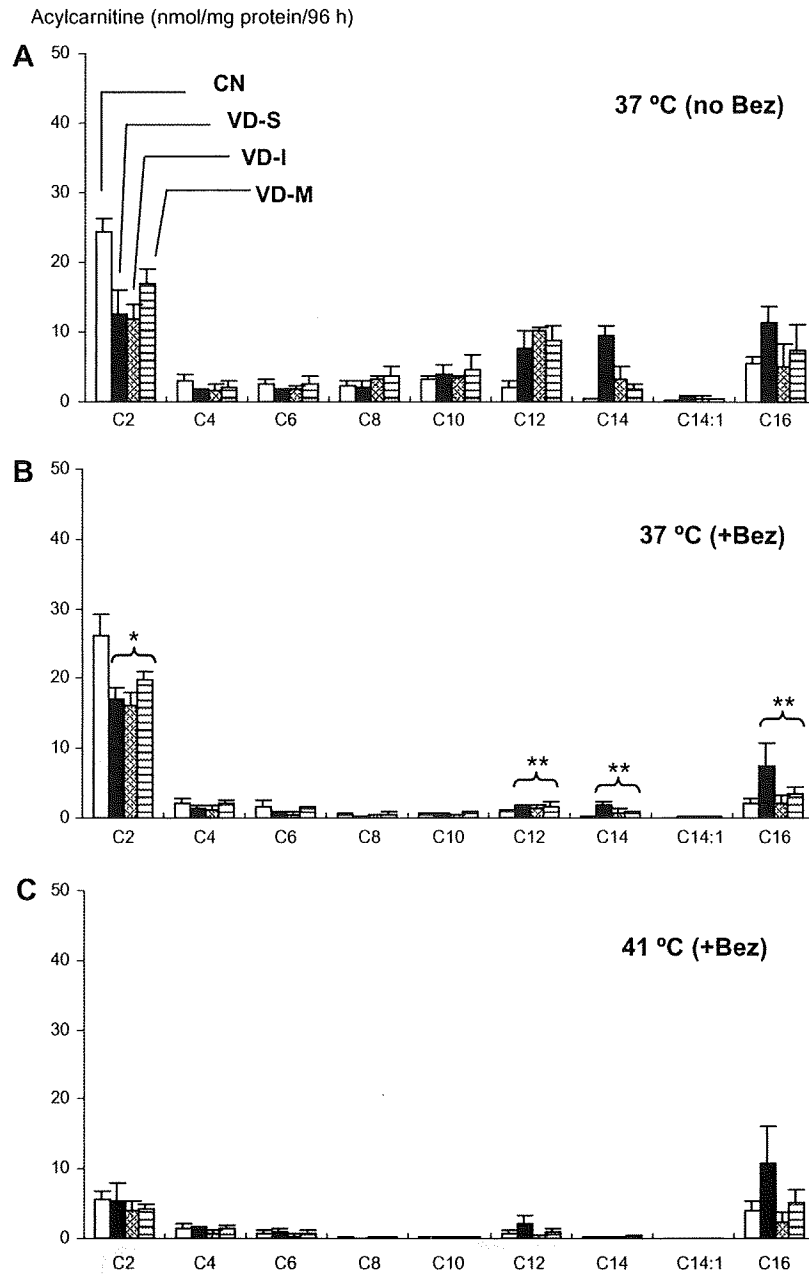 Acylcarnitine (nmol/mg protein/96 h)
A
50
40
30
20
10
0
CN
VD-S
VD-I
VD-M
37 ºC (no Bez)
C2 C4 C6 C8 C10 C12 C14 C14:1 C16
B
50
40
30
20
10
0
37 ºC (+Bez)
*
**
**
**
C2 C4 C6 C8 C10 C12 C14 C14:1 C16
C
50
40
30
20
10
0
41 ºC (+Bez)
C2 C4 C6 C8 C10 C12 C14 C14:1 C16